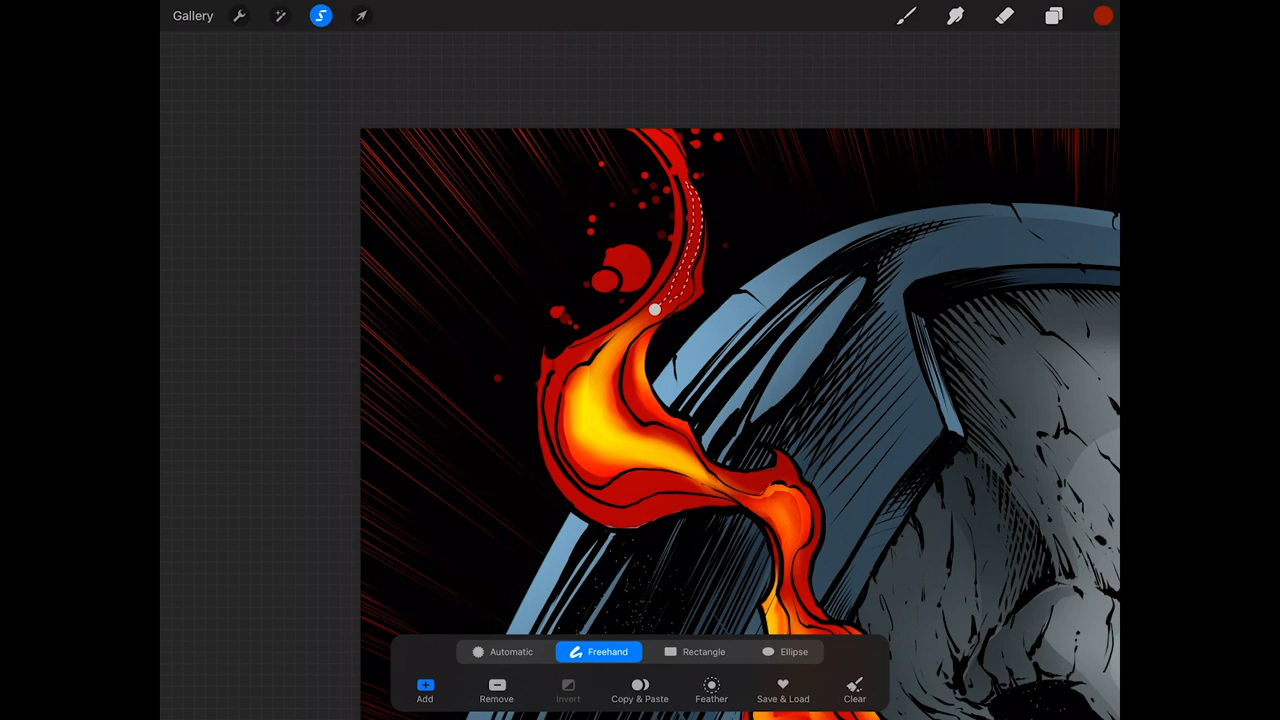 Gallery
Automatic Freehand Rectangle Ellipse
Add Remove Invert Copy & Paste Feather Save & Load Clear